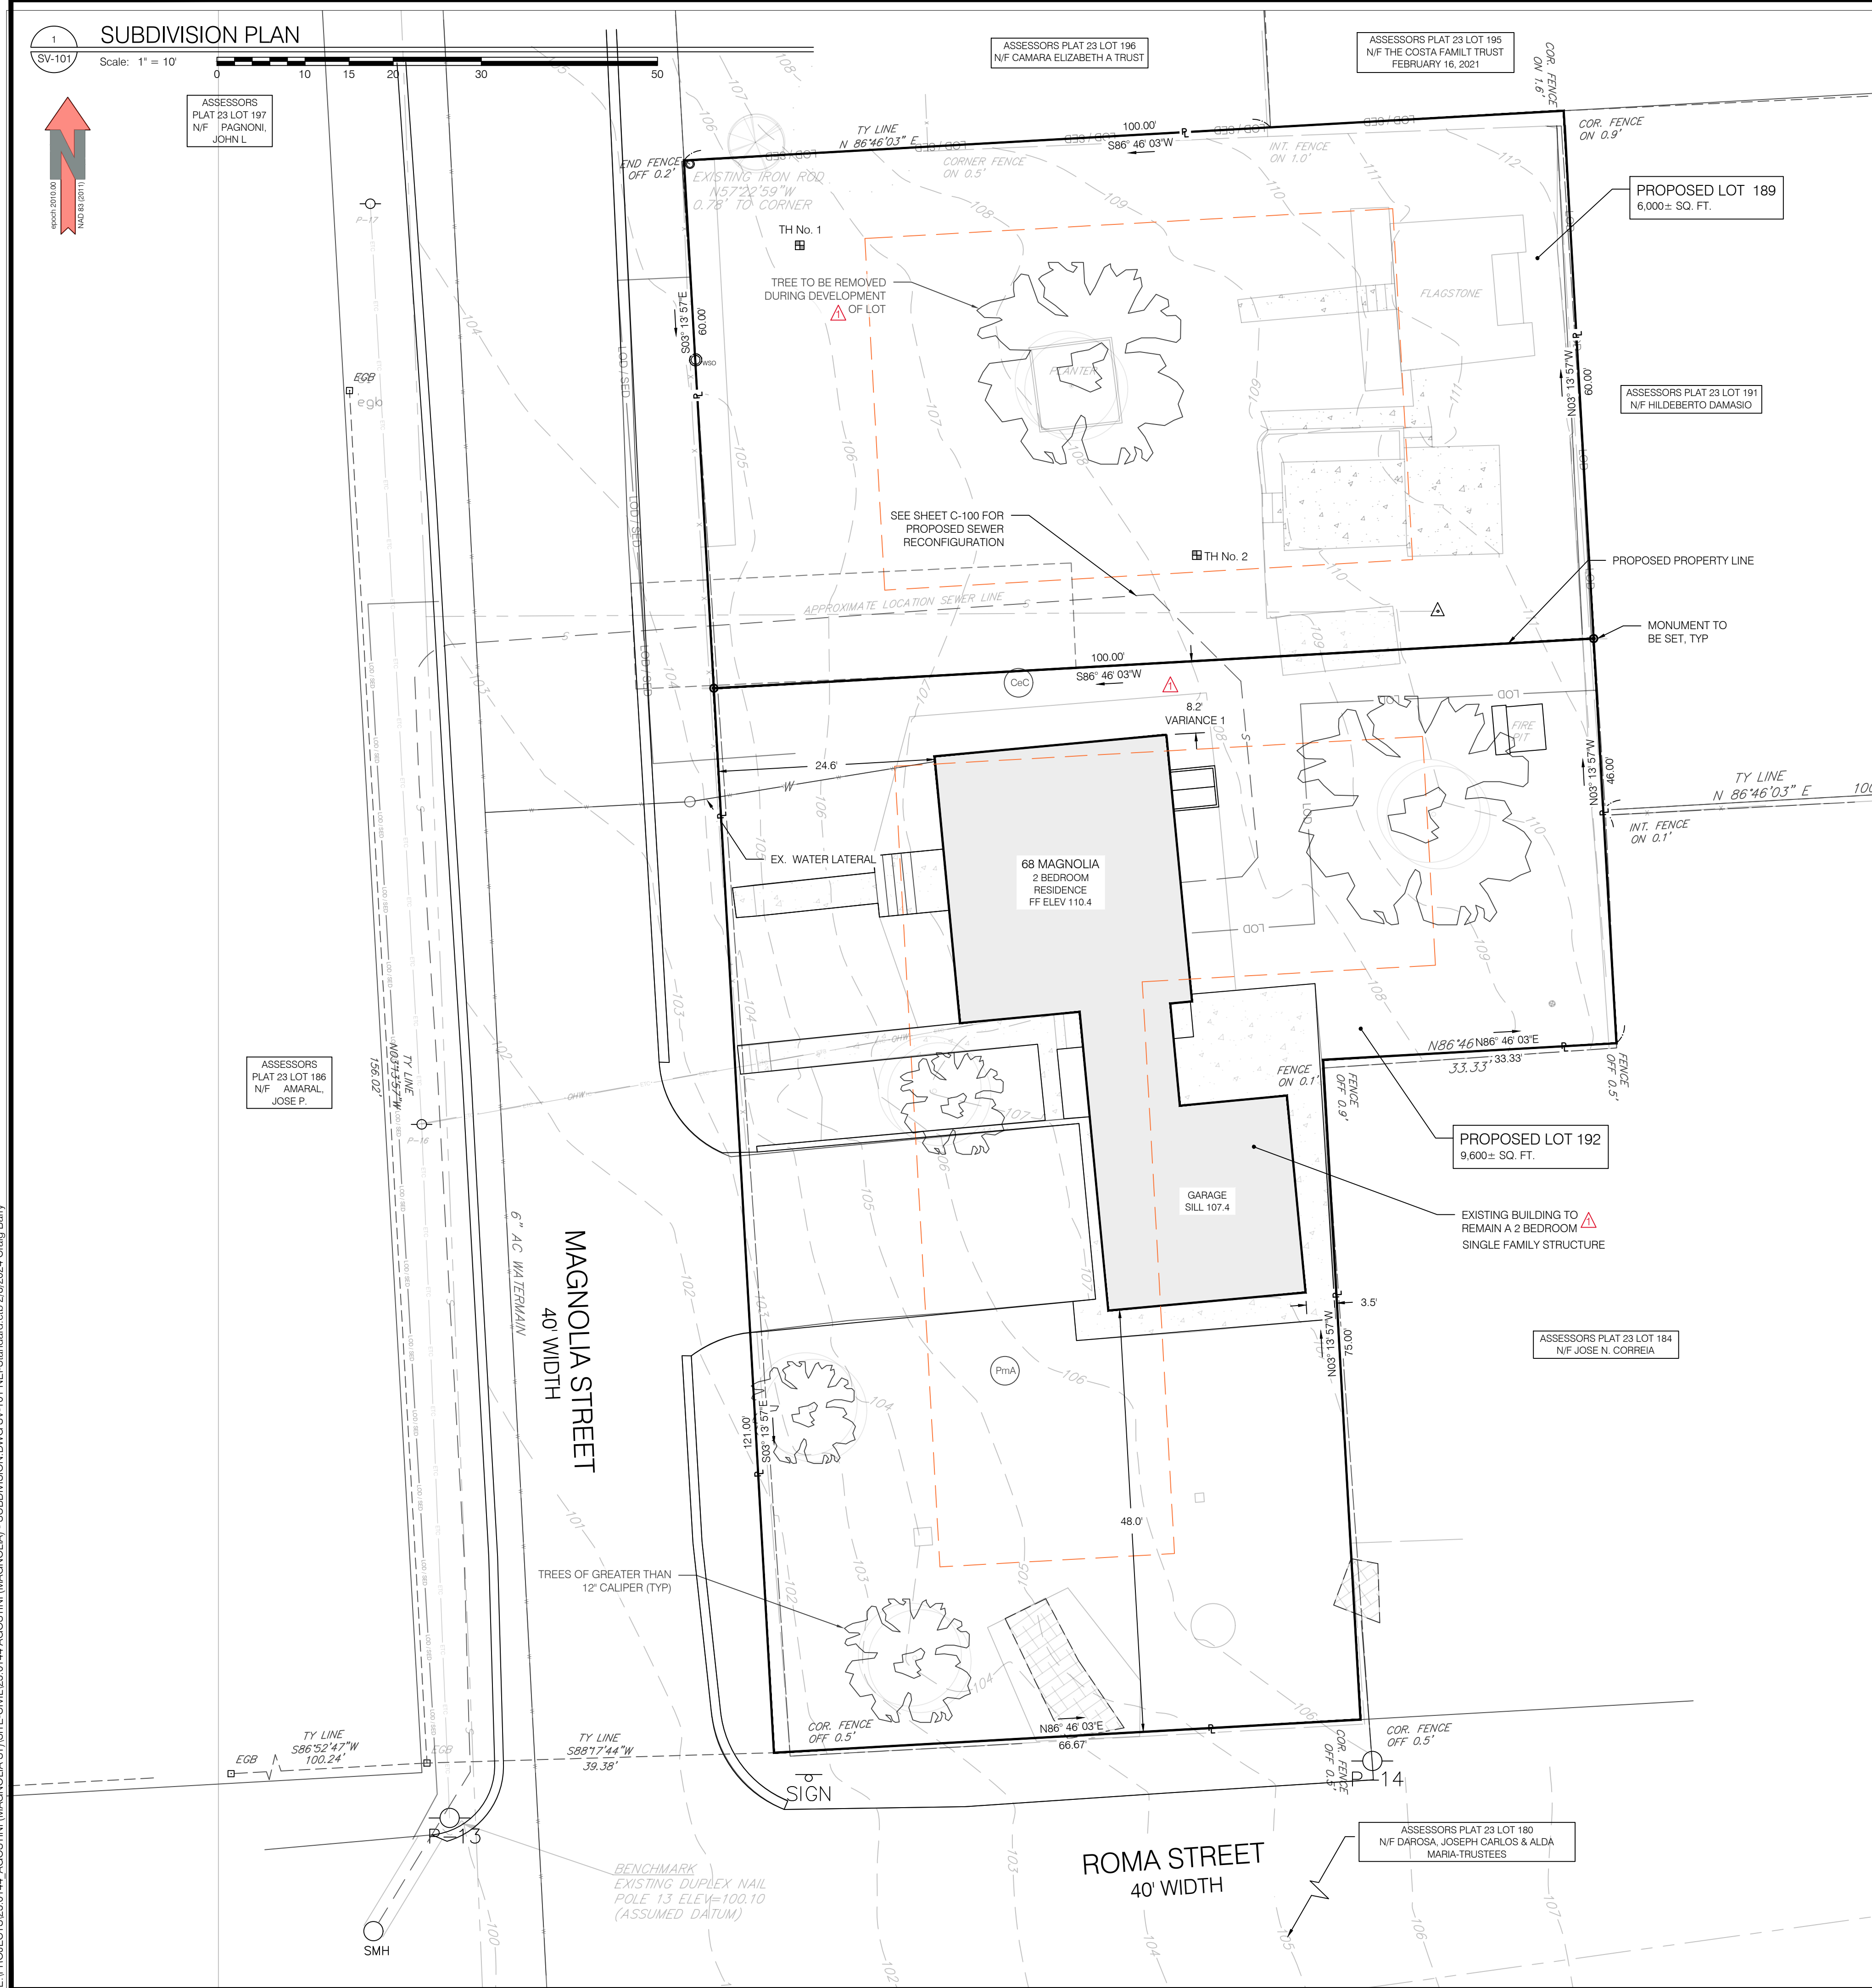 1
SV-101
SUBDIVISION PLAN
Scale: 1" = 10'
0 10 15 20 30 50
epoch 2010.00
NAD 83 (2011)
ASSESSORS
PLAT 23 LOT 197
N/F PAGNONI,
JOHN L
ASSESSORS PLAT 23 LOT 196
N/F CAMARA ELIZABETH A TRUST
ASSESSORS PLAT 23 LOT 195
N/F THE COSTA FAMILT TRUST
FEBRUARY 16, 2021
COR. FENCE
ON 1.6'
COR. FENCE
ON 0.9'
TY LINE
N 86°46'03" E
100.00'
S86° 46' 03"W
LOD / SED
END FENCE
OFF 0.2'
CORNER FENCE
ON 0.5'
INT. FENCE
ON 1.0'
EXISTING IRON ROD
N57°22'59"W
0.78' TO CORNER
PROPOSED LOT 189
6,000± SQ. FT.
P-17
TH No. 1
TREE TO BE REMOVED
DURING DEVELOPMENT
OF LOT
1
PLANTER
FLAGSTONE
S03° 13' 57"E
60.00'
WSD
N03° 13' 57"W
60.00'
EGB
egb
ASSESSORS PLAT 23 LOT 191
N/F HILDEBERTO DAMASIO
SEE SHEET C-100 FOR
PROPOSED SEWER
RECONFIGURATION
TH No. 2
PROPOSED PROPERTY LINE
APPROXIMATE LOCATION SEWER LINE
MONUMENT TO
BE SET, TYP
100.00'
S86° 46' 03"W
CeC
1
8.2'
VARIANCE 1
LOD
FIRE
PIT
24.6'
W
N03° 13' 57"W
46.00'
TY LINE
N 86°46'03" E
INT. FENCE
ON 0.1'
EX. WATER LATERAL
68 MAGNOLIA
2 BEDROOM
RESIDENCE
FF ELEV 110.4
LOD
OHW
N86°46
N86° 46' 03"E
33.33'
33.33
FENCE
ON 0.1'
FENCE
OFF 0.9'
FENCE
OFF 0.5'
ASSESSORS
PLAT 23 LOT 186
N/F AMARAL,
JOSE P.
TY LINE
N03°13'57"W
156.02'
P-16
OHW
PROPOSED LOT 192
9,600± SQ. FT.
GARAGE
SILL 107.4
EXISTING BUILDING TO
REMAIN A 2 BEDROOM
SINGLE FAMILY STRUCTURE
1
6" AC WATERMAIN
MAGNOLIA STREET
40' WIDTH
3.5'
N03° 13' 57"W
75.00'
ASSESSORS PLAT 23 LOT 184
N/F JOSE N. CORREIA
PmA
121.00'
S03° 13' 57"E
48.0'
TREES OF GREATER THAN
12" CALIPER (TYP)
COR. FENCE
OFF 0.5'
N86° 46' 03"E
66.67'
COR. FENCE
OFF 0.5'
COR. FENCE
OFF 0.5'
TY LINE
S86°52'47"W
100.24'
EGB
EGB
TY LINE
S88°17'44"W
39.38'
SIGN
P-14
P-13
ROMA STREET
40' WIDTH
ASSESSORS PLAT 23 LOT 180
N/F DAROSA, JOSEPH CARLOS & ALDA
MARIA-TRUSTEES
BENCHMARK
EXISTING DUPLEX NAIL
POLE 13 ELEV=100.10
(ASSUMED DATUM)
SMH